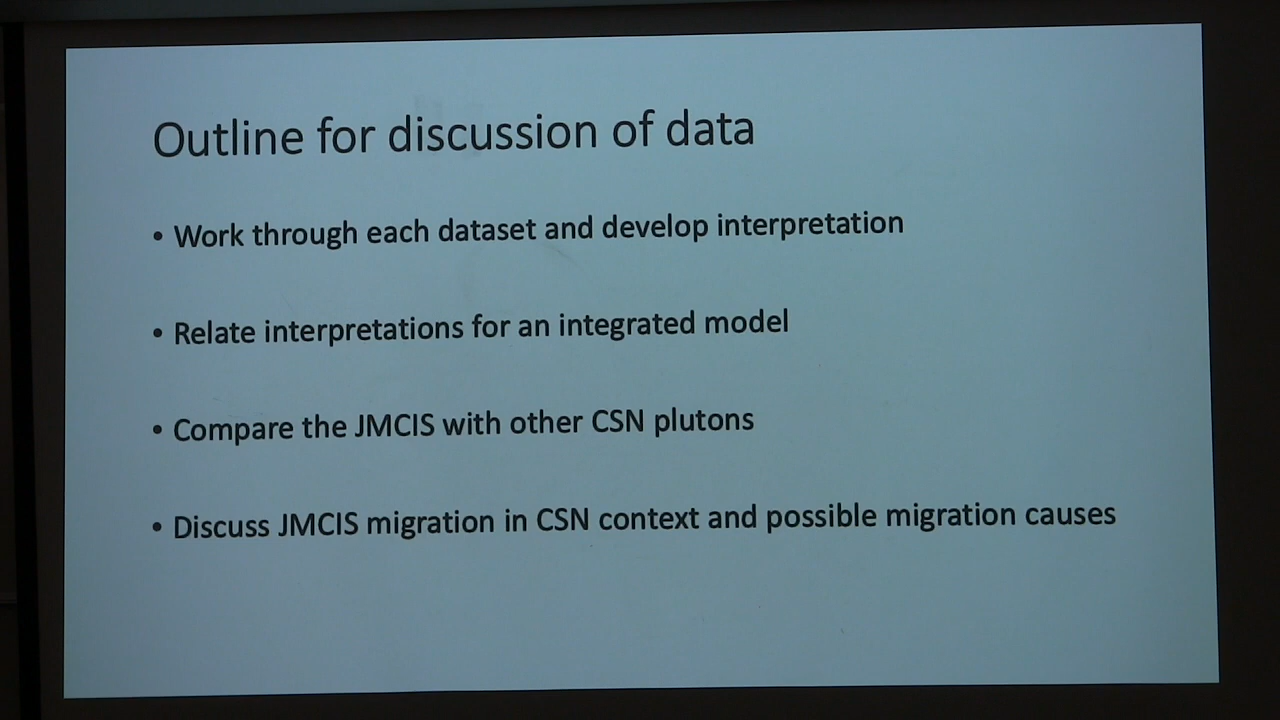 Outline for discussion of data
• Work through each dataset and develop interpretation
• Relate interpretations for an integrated model
• Compare the JMCIS with other CSN plutons
• Discuss JMCIS migration in CSN context and possible migration causes